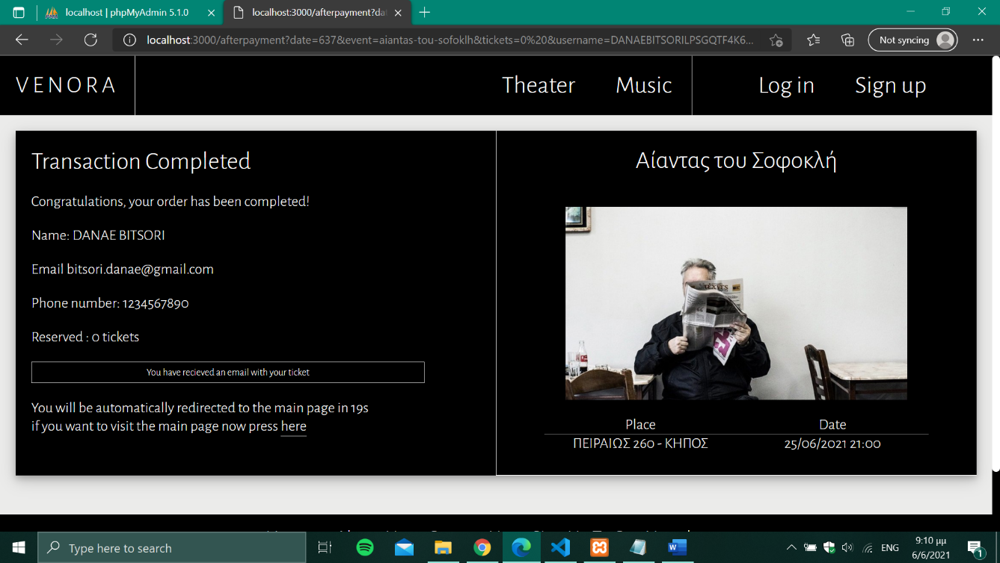 localhost | phpMyAdmin 5.1.0
localhost:3000/afterpayment?dat
localhost:3000/afterpayment?date=637&event=aiantas-tou-sofoklh&tickets=0%20&username=DANAEBITSORILPSGQTF4K6...
Not syncing
VENORA
Theater
Music
Log in
Sign up
Transaction Completed
Congratulations, your order has been completed!
Name: DANAE BITSORI
Email bitsori.danae@gmail.com
Phone number: 1234567890
Reserved : 0 tickets
You have recieved an email with your ticket
You will be automatically redirected to the main page in 19s
if you want to visit the main page now press here
Αίαντας του Σοφοκλή
Place
Date
ΠΕΙΡΑΙΩΣ 260 - ΚΗΠΟΣ
25/06/2021 21:00
Type here to search
ENG
9:10 μμ
6/6/2021
1